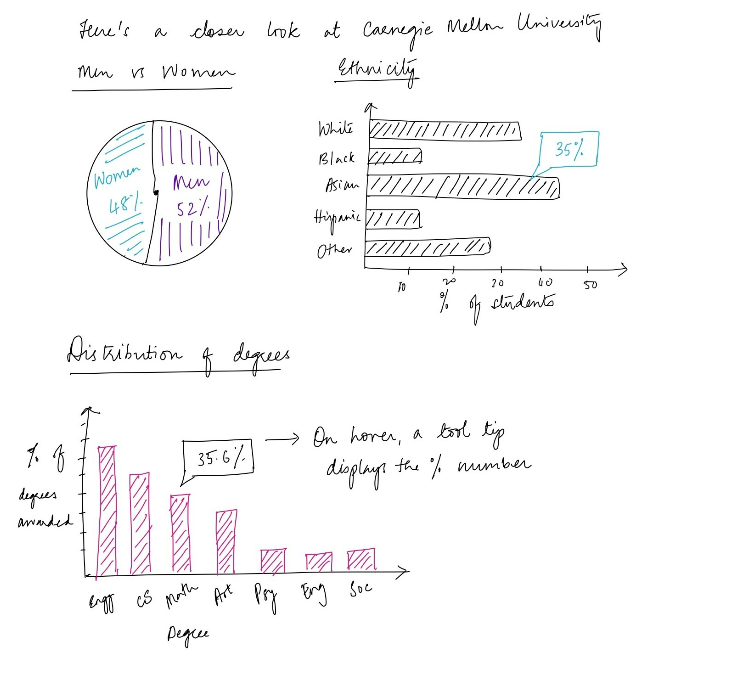 Here's a closer look at Carnegie Mellon University
Men vs Women
Ethnicity
Women
48%
Men
52%
White
Black
Asian
Hispanic
Other
35%
10 20 30 40 50
% of students
Distribution of degrees
% of
degrees
awarded
35.6%
On hover, a tool tip
displays the % number
Engg CS Math Art Psy Eng Soc
Degree